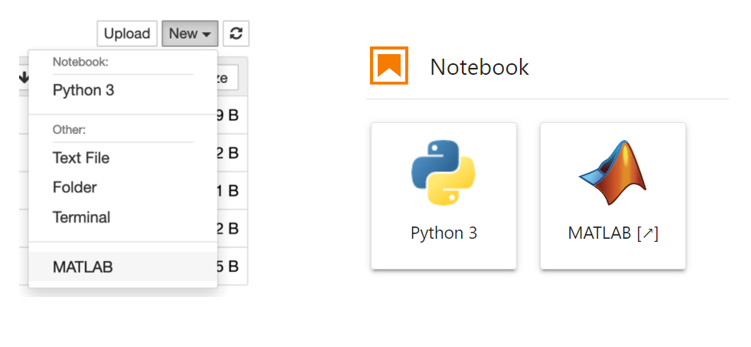 Upload New
Notebook:
ze
Python 3
9 B
Other:
Text File
2 B
Folder
1 B
Terminal
2 B
MATLAB
5 B
Notebook
Python 3
MATLAB [↗]